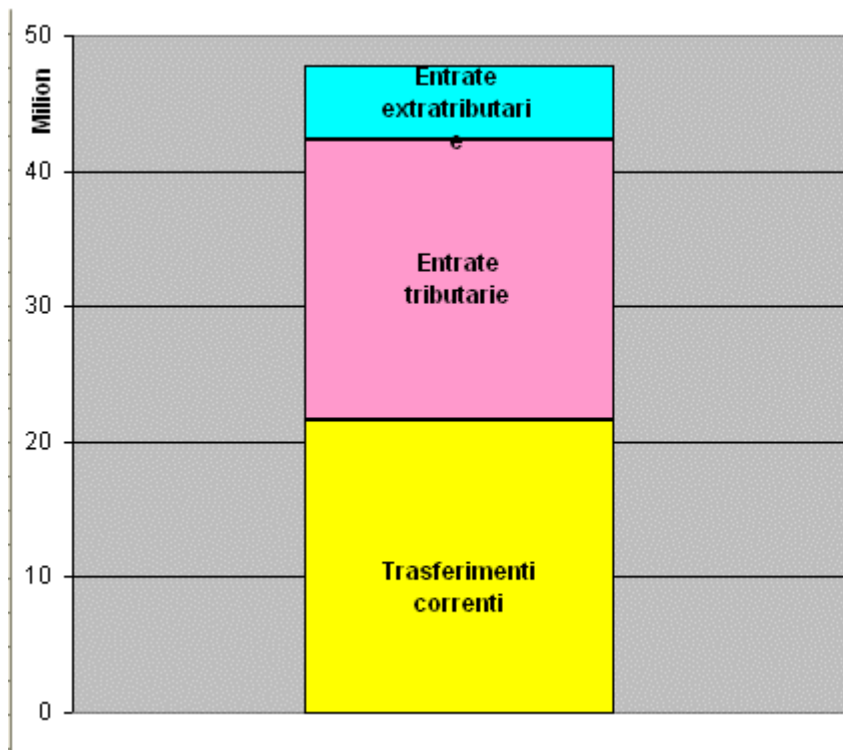 50
Milion
Entrate
extratributari
e
40
Entrate
tributarie
30
20
Trasferimenti
correnti
10
0